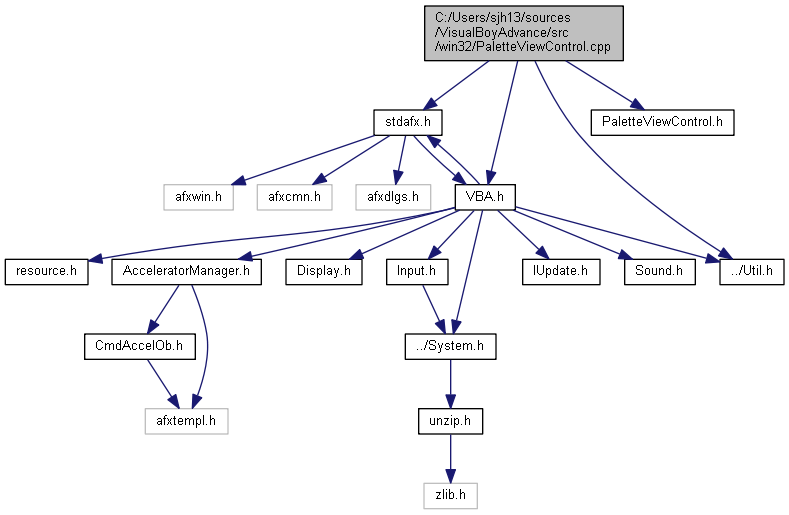 C:/Users/sjh13/sources
/VisualBoyAdvance/src
/win32/PaletteViewControl.cpp
stdafx.h
PaletteViewControl.h
afxwin.h
afxcmn.h
afxdlgs.h
VBA.h
resource.h
AcceleratorManager.h
Display.h
Input.h
IUpdate.h
Sound.h
../Util.h
CmdAccelOb.h
../System.h
afxtempl.h
unzip.h
zlib.h